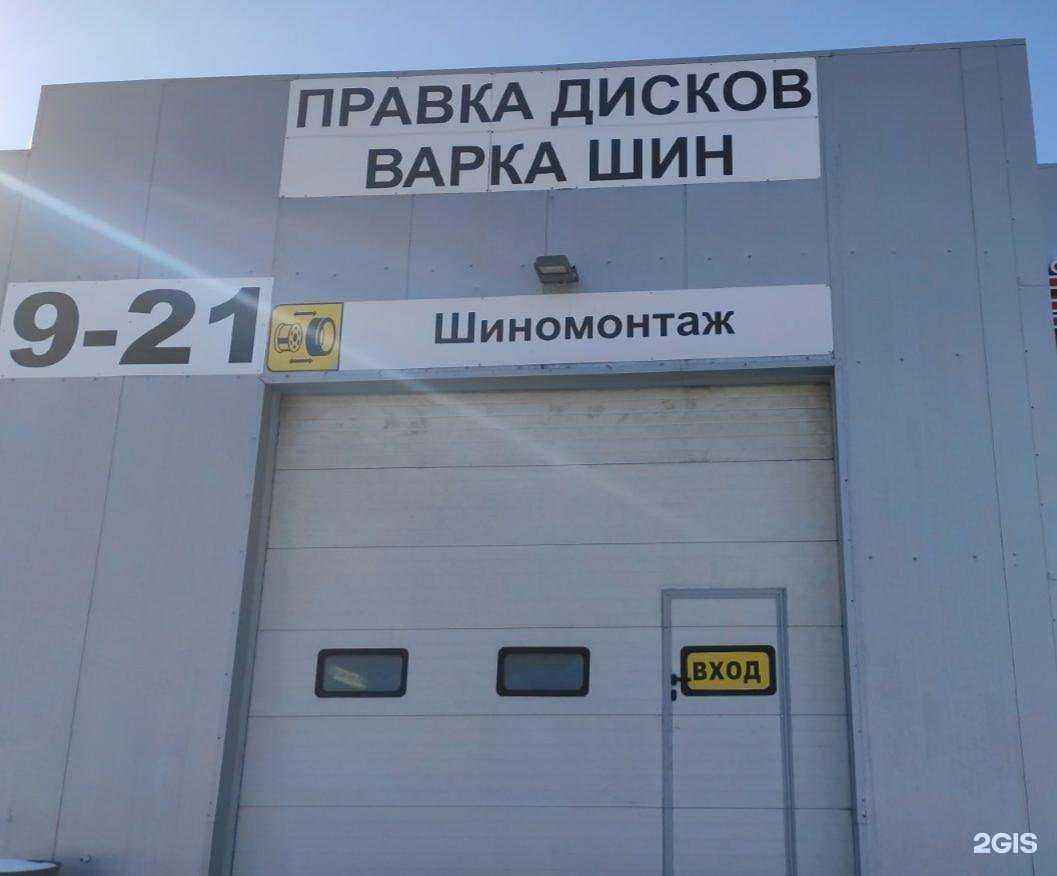 ПРАВКА ДИСКОВ
ВАРКА ШИН
9-21
Шиномонтаж
ВХОД
2GIS